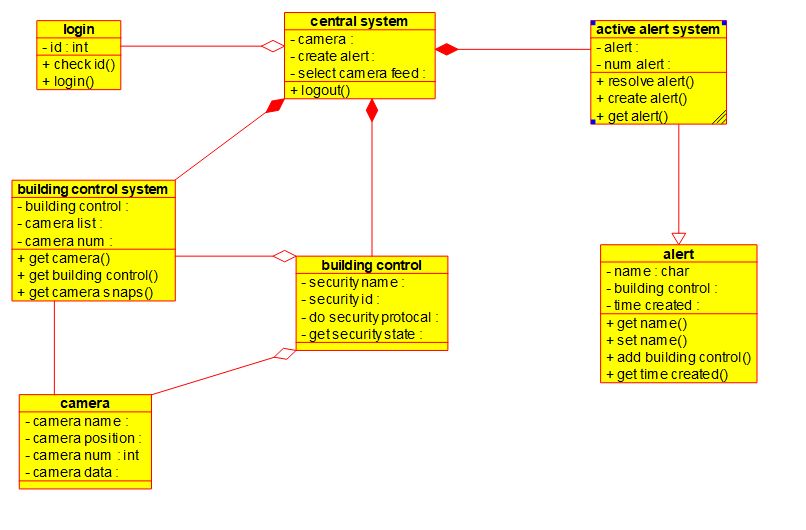 login
- id : int
+ check id()
+ login()
central system
- camera :
- create alert :
- select camera feed :
+ logout()
active alert system
- alert :
- num alert :
+ resolve alert()
+ create alert()
+ get alert()
building control system
- building control :
- camera list :
- camera num :
+ get camera()
+ get building control()
+ get camera snaps()
building control
- security name :
- security id :
- do security protocal :
- get security state :
alert
- name : char
- building control :
- time created :
+ get name()
+ set name()
+ add building control()
+ get time created()
camera
- camera name :
- camera position :
- camera num : int
- camera data :